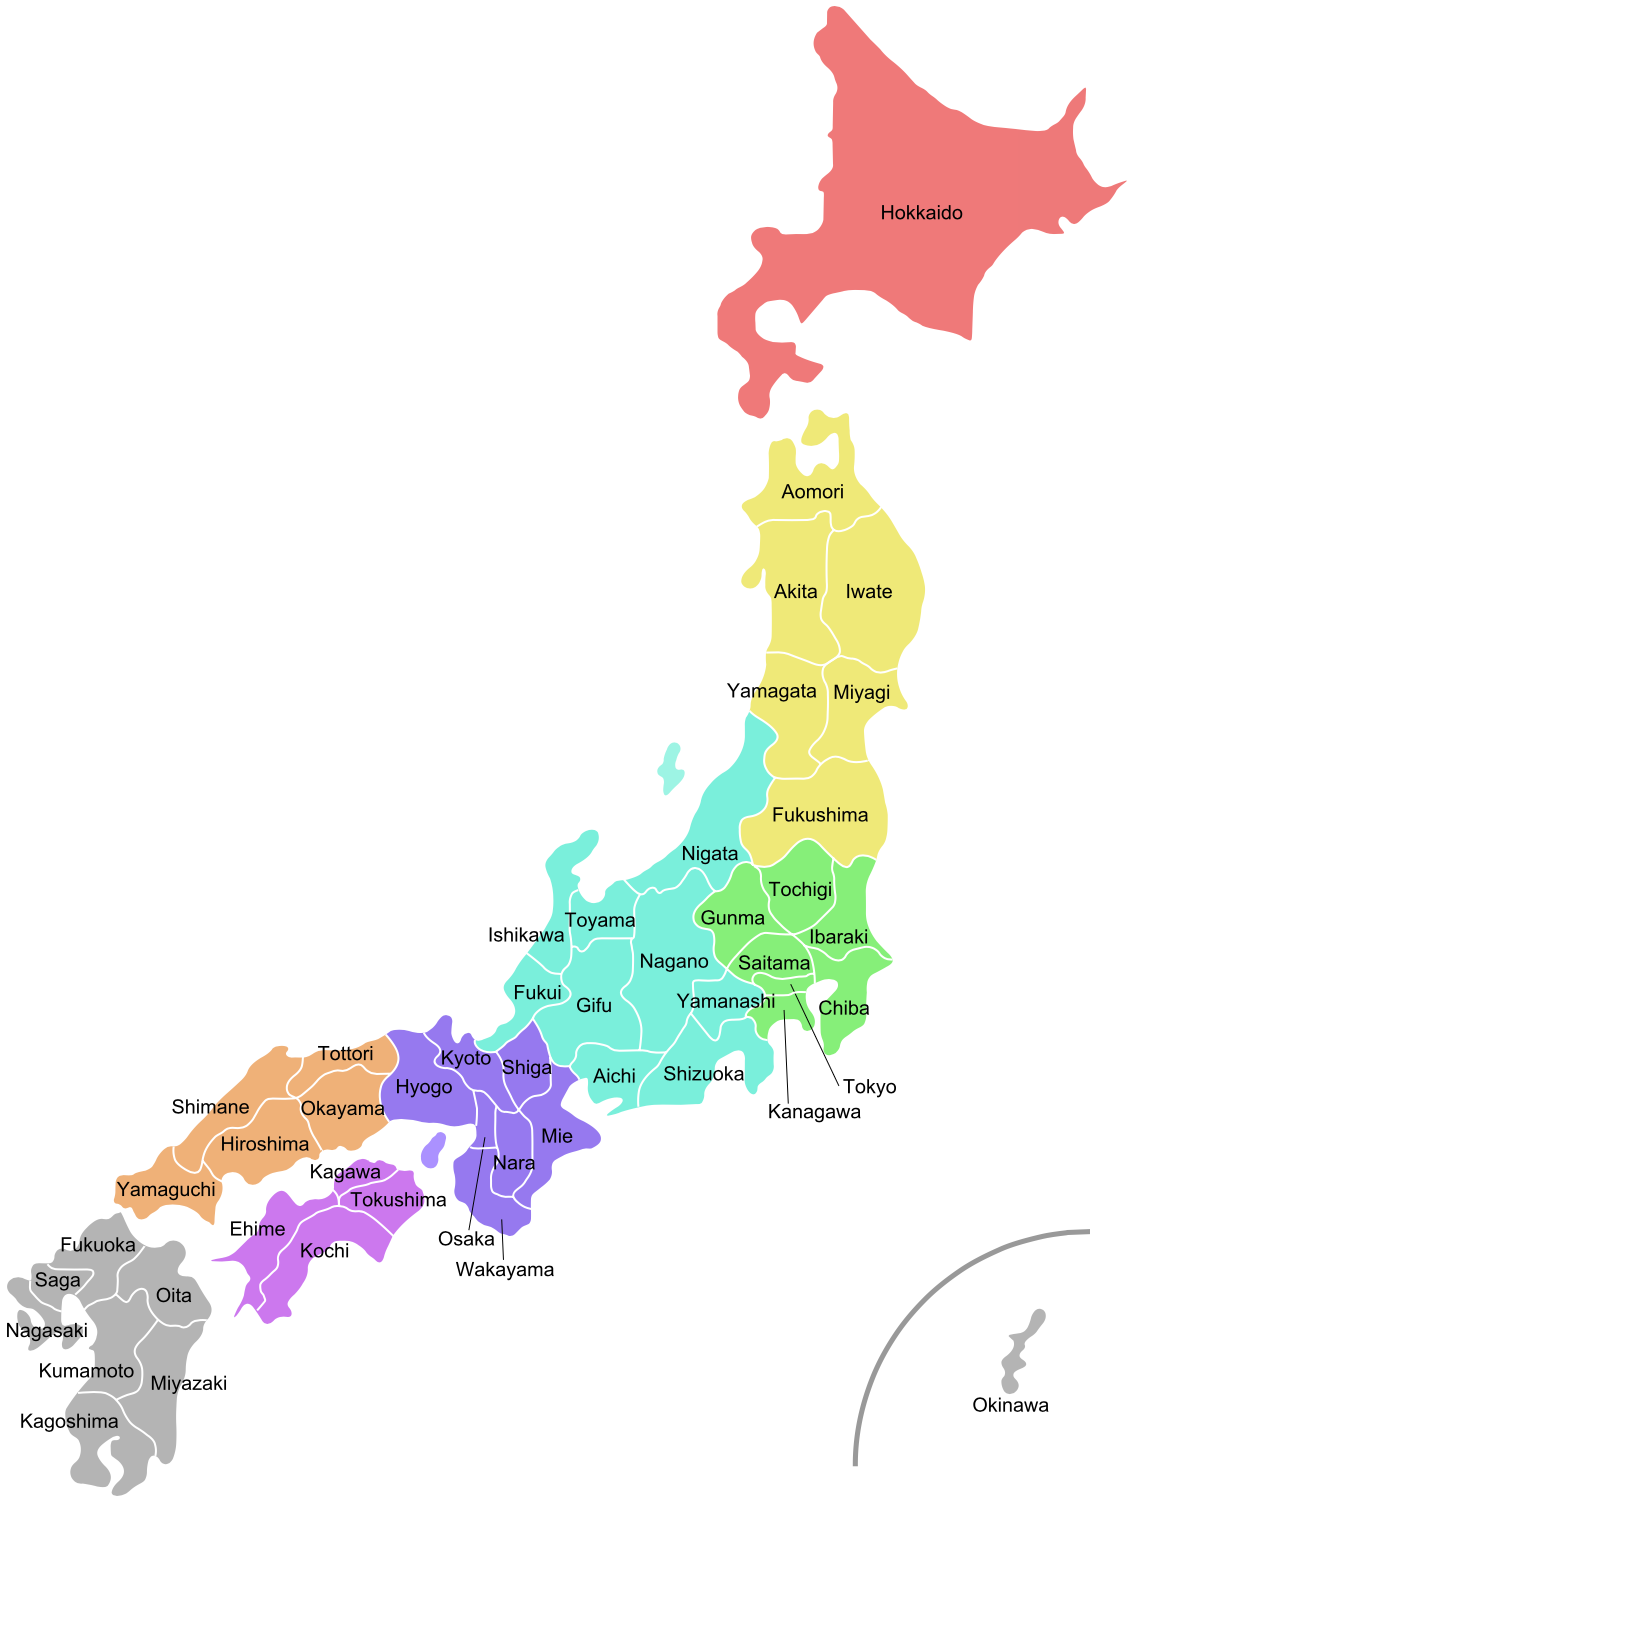 Hokkaido
Aomori
Akita
Iwate
Yamagata
Miyagi
Fukushima
Nigata
Tochigi
Gunma
Toyama
Ishikawa
Ibaraki
Nagano
Saitama
Fukui
Gifu
Yamanashi
Chiba
Tottori
Kyoto
Shiga
Aichi
Shizuoka
Hyogo
Tokyo
Shimane
Okayama
Kanagawa
Hiroshima
Mie
Nara
Kagawa
Yamaguchi
Tokushima
Ehime
Osaka
Fukuoka
Kochi
Wakayama
Saga
Oita
Nagasaki
Kumamoto
Miyazaki
Okinawa
Kagoshima